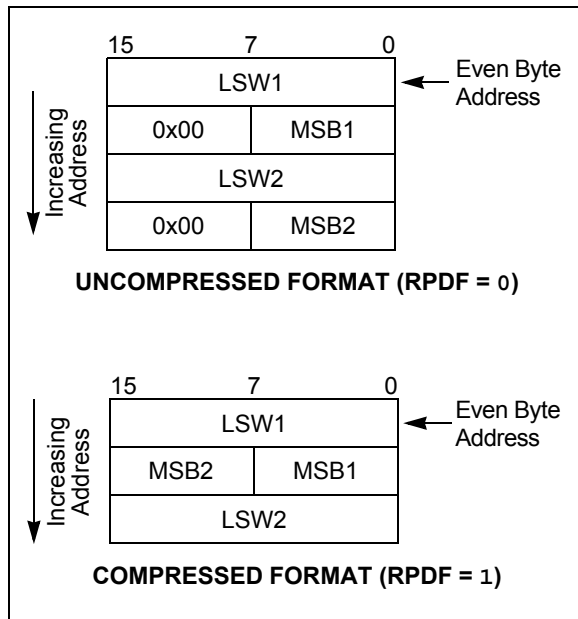 15 7 0
LSW1
Even Byte
Address
0x00 MSB1
LSW2
0x00 MSB2
Increasing
Address
UNCOMPRESSED FORMAT (RPDF = 0)
15 7 0
LSW1
Even Byte
Address
MSB2 MSB1
LSW2
Increasing
Address
COMPRESSED FORMAT (RPDF = 1)